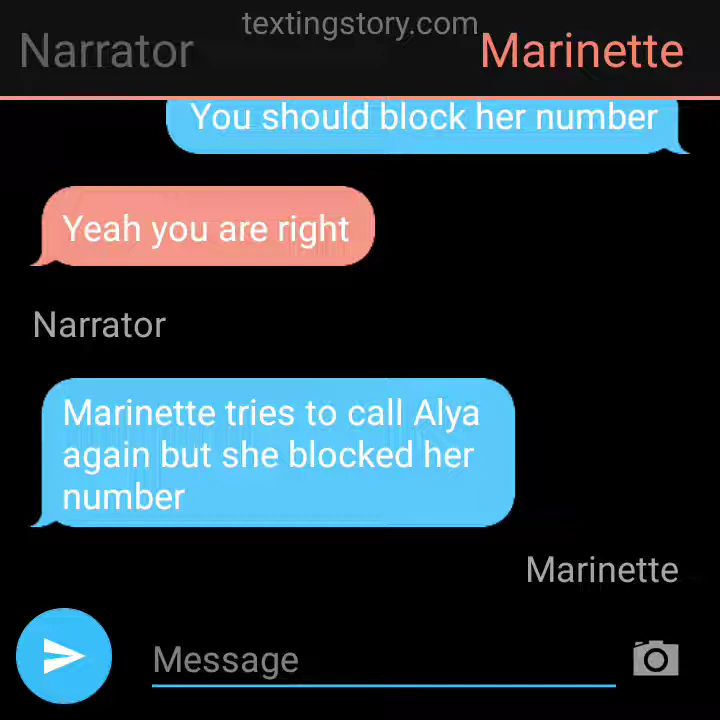 textingstory.com
Narrator
Marinette
You should block her number
Yeah you are right
Narrator
Marinette tries to call Alya
again but she blocked her
number
Marinette
Message